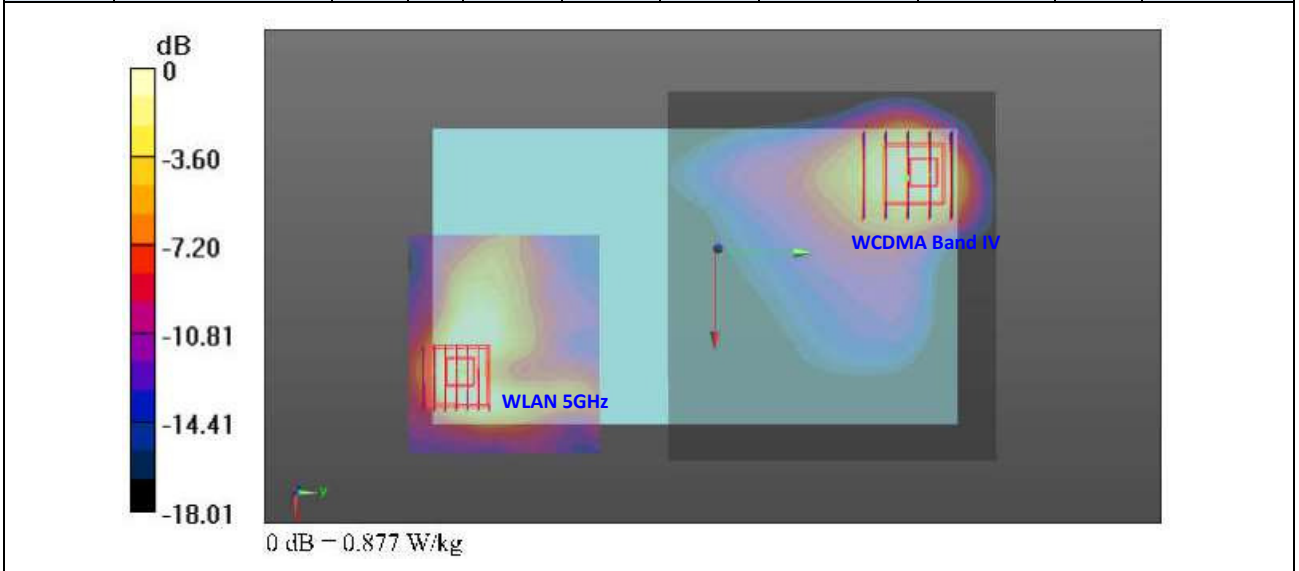 dB
0
-3.60
-7.20
-10.81
-14.41
-18.01
WCDMA Band IV
WLAN 5GHz
y
0 dB = 0.877 W/kg